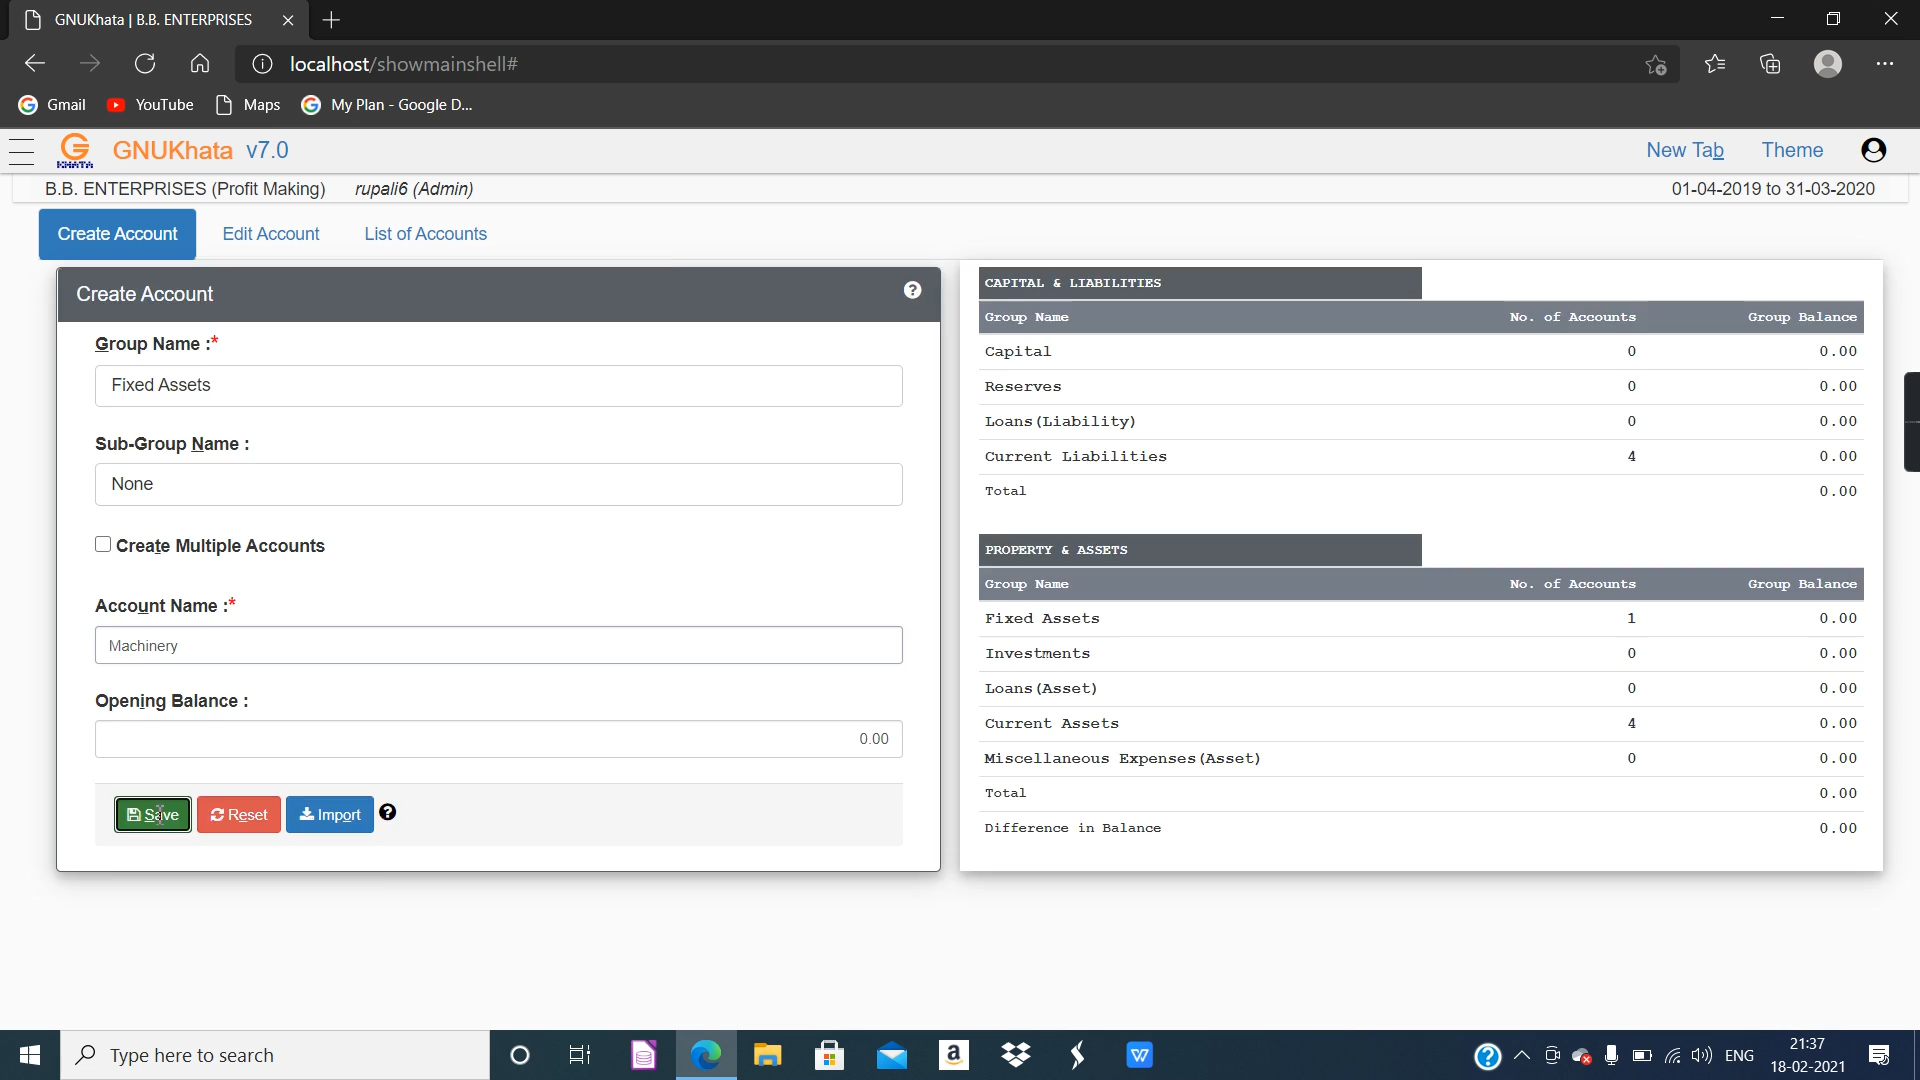 GNUKhata | B.B. ENTERPRISES
localhost/showmainshell#
Gmail YouTube Maps My Plan - Google D...
KHATA GNUKhata v7.0 New Tab Theme
B.B. ENTERPRISES (Profit Making) rupali6 (Admin) 01-04-2019 to 31-03-2020
Create Account Edit Account List of Accounts
Create Account
Group Name :*
Fixed Assets
Sub-Group Name :
None
Create Multiple Accounts
Account Name :*
Machinery
Opening Balance :
0.00
Save Reset Import
CAPITAL & LIABILITIES
Group Name No. of Accounts Group Balance
Capital 0 0.00
Reserves 0 0.00
Loans(Liability) 0 0.00
Current Liabilities 4 0.00
Total 0.00
PROPERTY & ASSETS
Group Name No. of Accounts Group Balance
Fixed Assets 1 0.00
Investments 0 0.00
Loans(Asset) 0 0.00
Current Assets 4 0.00
Miscellaneous Expenses(Asset) 0 0.00
Total 0.00
Difference in Balance 0.00
Type here to search
ENG
21:37
18-02-2021